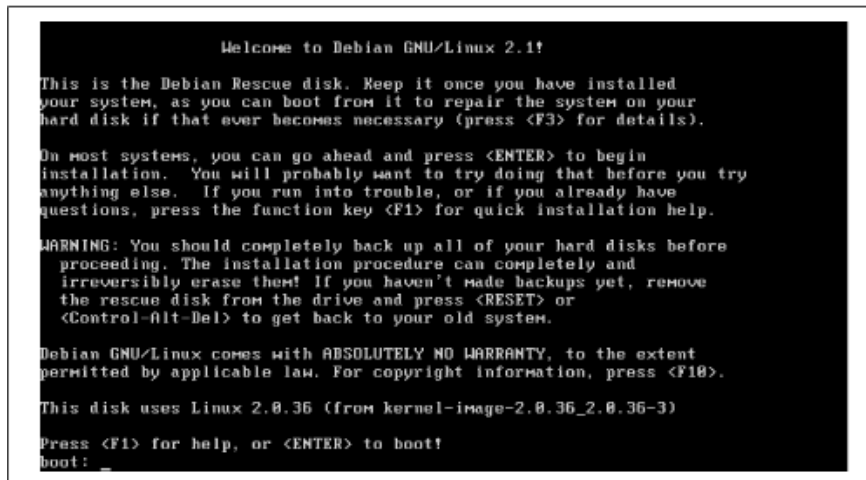 Welcome to Debian GNU/Linux 2.1!
This is the Debian Rescue disk. Keep it once you have installed
your system, as you can boot from it to repair the system on your
hard disk if that ever becomes necessary (press <F3> for details).
On most systems, you can go ahead and press <ENTER> to begin
installation.  You will probably want to try doing that before you try
anything else.  If you run into trouble, or if you already have
questions, press the function key <F1> for quick installation help.
WARNING: You should completely back up all of your hard disks before
proceeding. The installation procedure can completely and
irreversibly erase them! If you haven't made backups yet, remove
the rescue disk from the drive and press <RESET> or
<Control-Alt-Del> to get back to your old system.
Debian GNU/Linux comes with ABSOLUTELY NO WARRANTY, to the extent
permitted by applicable law. For copyright information, press <F10>.
This disk uses Linux 2.0.36 (from kernel-image-2.0.36_2.0.36-3)
Press <F1> for help, or <ENTER> to boot!
boot: _